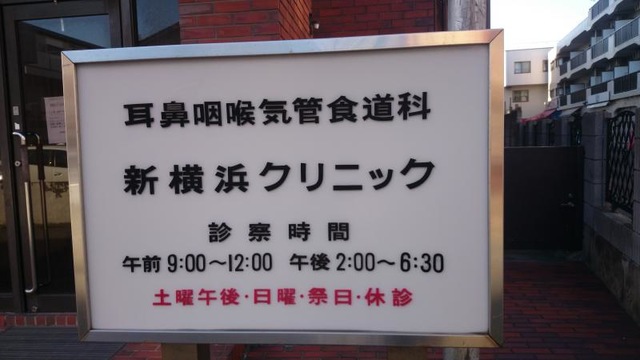 耳鼻咽喉気管食道科
新横浜クリニック
診察時間
午前 9:00～12:00 午後 2:00～6:30
土曜午後・日曜・祭日・休診